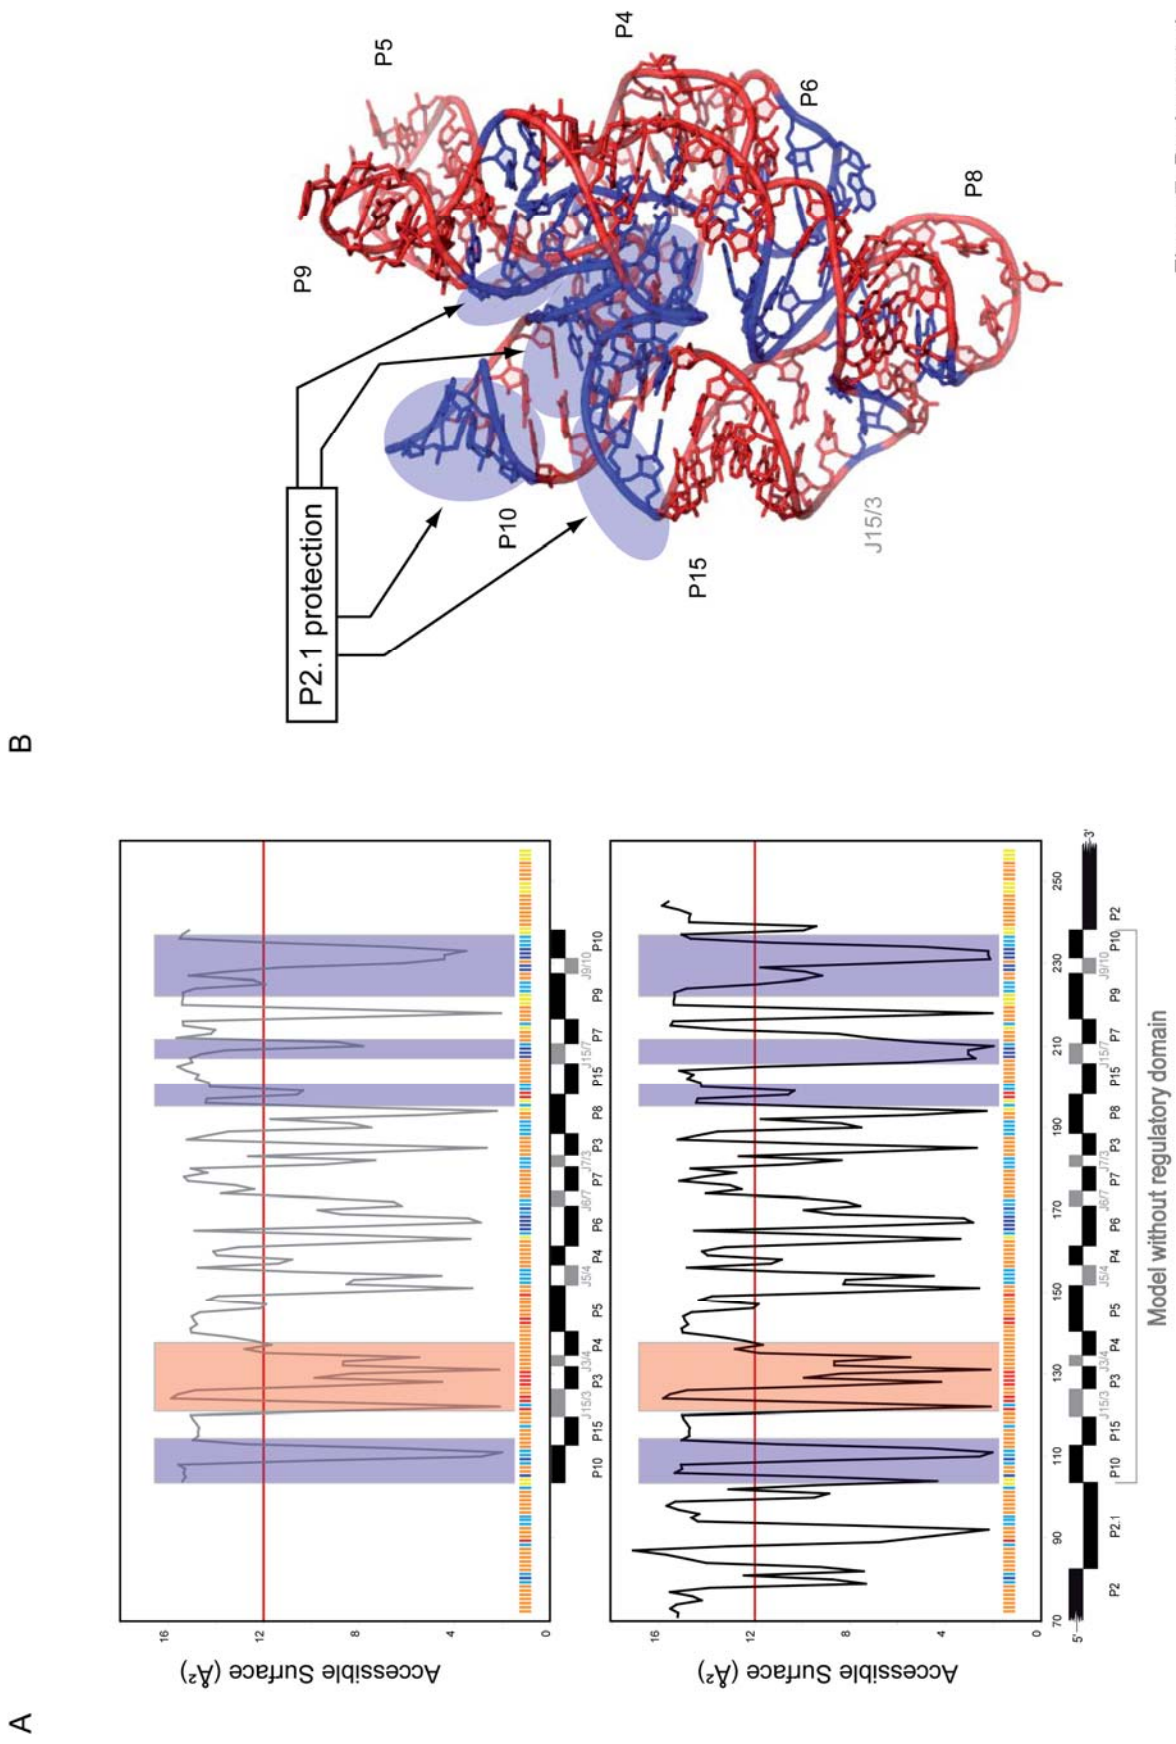 A
Accessible Surface (Å²)
16
12
8
4
0
P10 P15 J15/3 P3 J3/4 P4 P5 J5/4 P4 P6 J6/7 P7 J7/3 P3 P8 P15 J15/7 P7 P9 J9/10 P10
Accessible Surface (Å²)
16
12
8
4
0
70 90 110 130 150 170 190 210 230 250
5' 3'
P2 P2.1 P10 P15 J15/3 P3 J3/4 P4 P5 J5/4 P4 P6 J6/7 P7 J7/3 P3 P8 P15 J15/7 P7 P9 J9/10 P10 P2
Model without regulatory domain
B
P2.1 protection
P9
P5
P10
P4
P15
P6
J15/3
P8